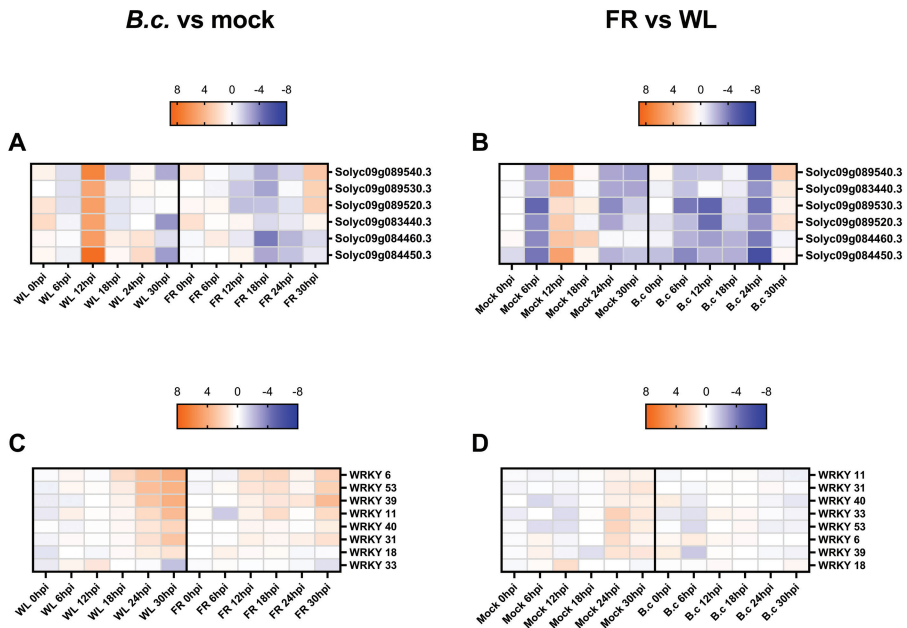 B.c. vs mock
FR vs WL
8 4 0 -4 -8
8 4 0 -4 -8
A
B
Solyc09g089540.3
Solyc09g089530.3
Solyc09g089520.3
Solyc09g083440.3
Solyc09g084460.3
Solyc09g084450.3
WL 0hpi
WL 6hpi
WL 12hpi
WL 18hpi
WL 24hpi
WL 30hpi
FR 0hpi
FR 6hpi
FR 12hpi
FR 18hpi
FR 24hpi
FR 30hpi
Solyc09g089540.3
Solyc09g083440.3
Solyc09g089530.3
Solyc09g089520.3
Solyc09g084460.3
Solyc09g084450.3
Mock 0hpi
Mock 6hpi
Mock 12hpi
Mock 18hpi
Mock 24hpi
Mock 30hpi
B.c 0hpi
B.c 6hpi
B.c 12hpi
B.c 18hpi
B.c 24hpi
B.c 30hpi
8 4 0 -4 -8
8 4 0 -4 -8
C
D
WRKY 6
WRKY 53
WRKY 39
WRKY 11
WRKY 40
WRKY 31
WRKY 18
WRKY 33
WL 0hpi
WL 6hpi
WL 12hpi
WL 18hpi
WL 24hpi
WL 30hpi
FR 0hpi
FR 6hpi
FR 12hpi
FR 18hpi
FR 24hpi
FR 30hpi
WRKY 11
WRKY 31
WRKY 40
WRKY 33
WRKY 53
WRKY 6
WRKY 39
WRKY 18
Mock 0hpi
Mock 6hpi
Mock 12hpi
Mock 18hpi
Mock 24hpi
Mock 30hpi
B.c 0hpi
B.c 6hpi
B.c 12hpi
B.c 18hpi
B.c 24hpi
B.c 30hpi